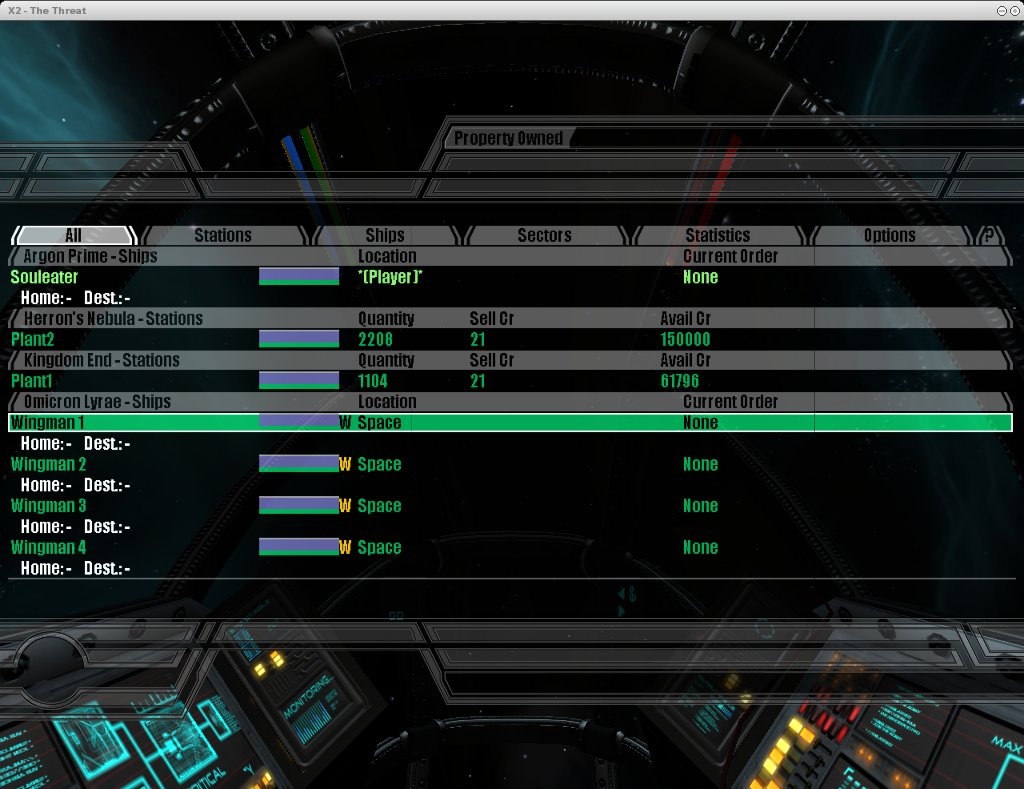 X2 - The Threat
Property Owned
All Stations Ships Sectors Statistics Options ?
Argon Prime - Ships Location Current Order
Souleater *(Player)* None
Home:- Dest.:-
Herron's Nebula - Stations Quantity Sell Cr Avail Cr
Plant2 2208 21 150000
Kingdom End - Stations Quantity Sell Cr Avail Cr
Plant1 1104 21 61796
Omicron Lyrae - Ships Location Current Order
Wingman 1 W Space None
Home:- Dest.:-
Wingman 2 W Space None
Home:- Dest.:-
Wingman 3 W Space None
Home:- Dest.:-
Wingman 4 W Space None
Home:- Dest.:-
MONITORING
MAX